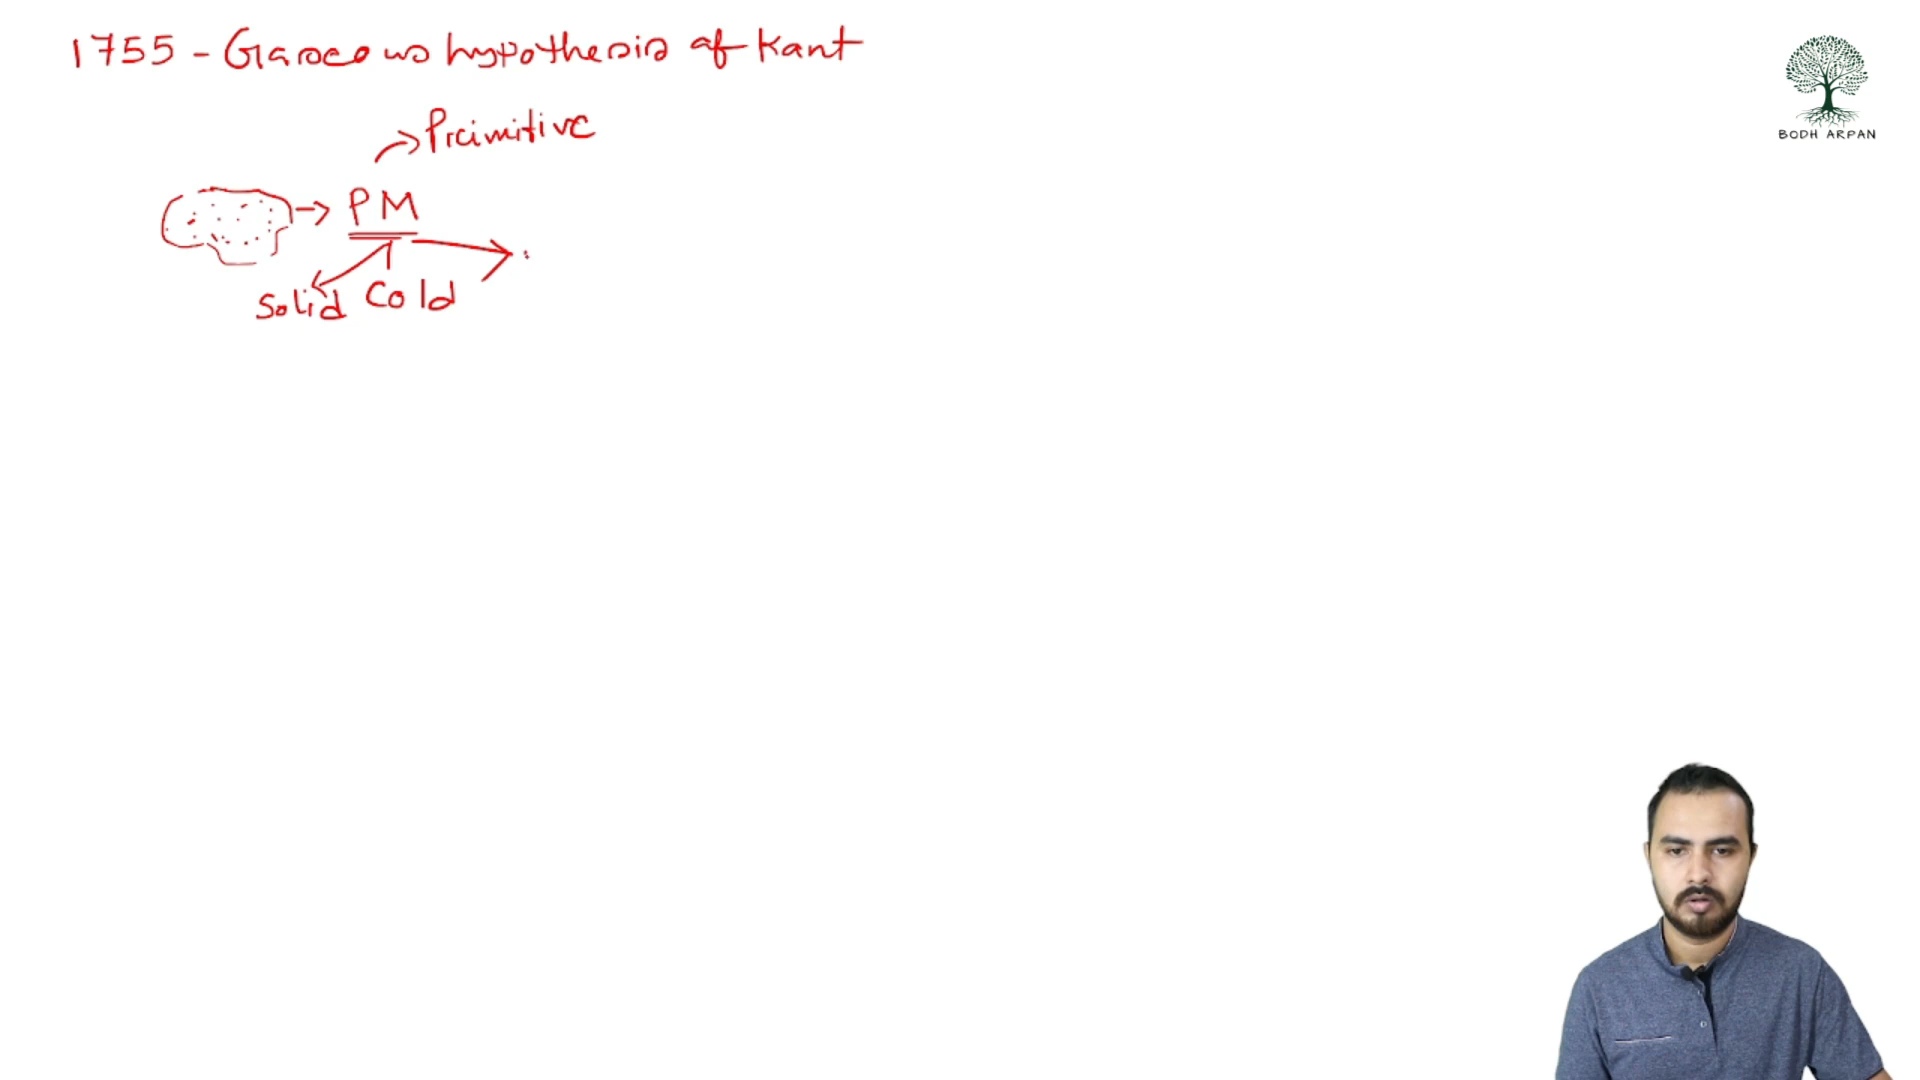 1755 - Gaseous hypothesis of Kant
Primitive
PM
Solid Cold
BODH ARPAN